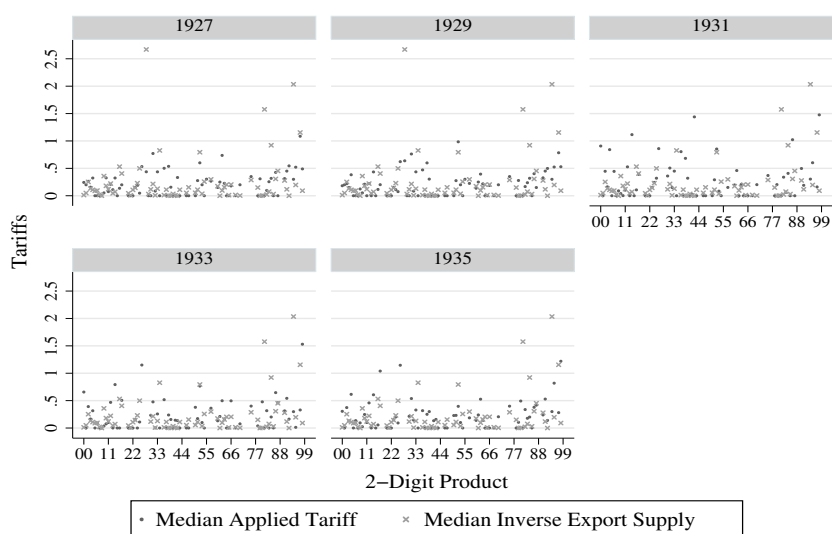 1927
1929
1931
2.5
2
1.5
1
.5
0
00 11 22 33 44 55 66 77 88 99
Tariffs
1933
1935
2.5
2
1.5
1
.5
0
00 11 22 33 44 55 66 77 88 99
00 11 22 33 44 55 66 77 88 99
2−Digit Product
Median Applied Tariff
Median Inverse Export Supply